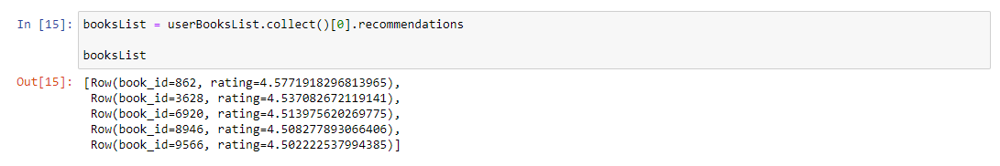 In [15]: booksList = userBooksList.collect()[0].recommendations
booksList
Out[15]: [Row(book_id=862, rating=4.5771918296813965),
Row(book_id=3628, rating=4.537082672119141),
Row(book_id=6920, rating=4.513975620269775),
Row(book_id=8946, rating=4.508277893066406),
Row(book_id=9566, rating=4.502222537994385)]